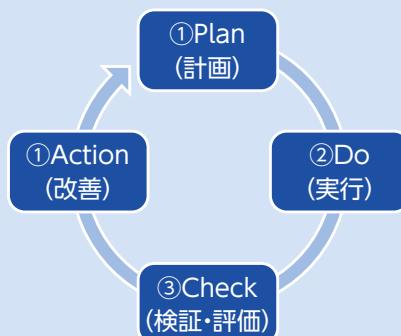 ①Plan
(計画)
②Do
(実行)
③Check
(検証・評価)
①Action
(改善)